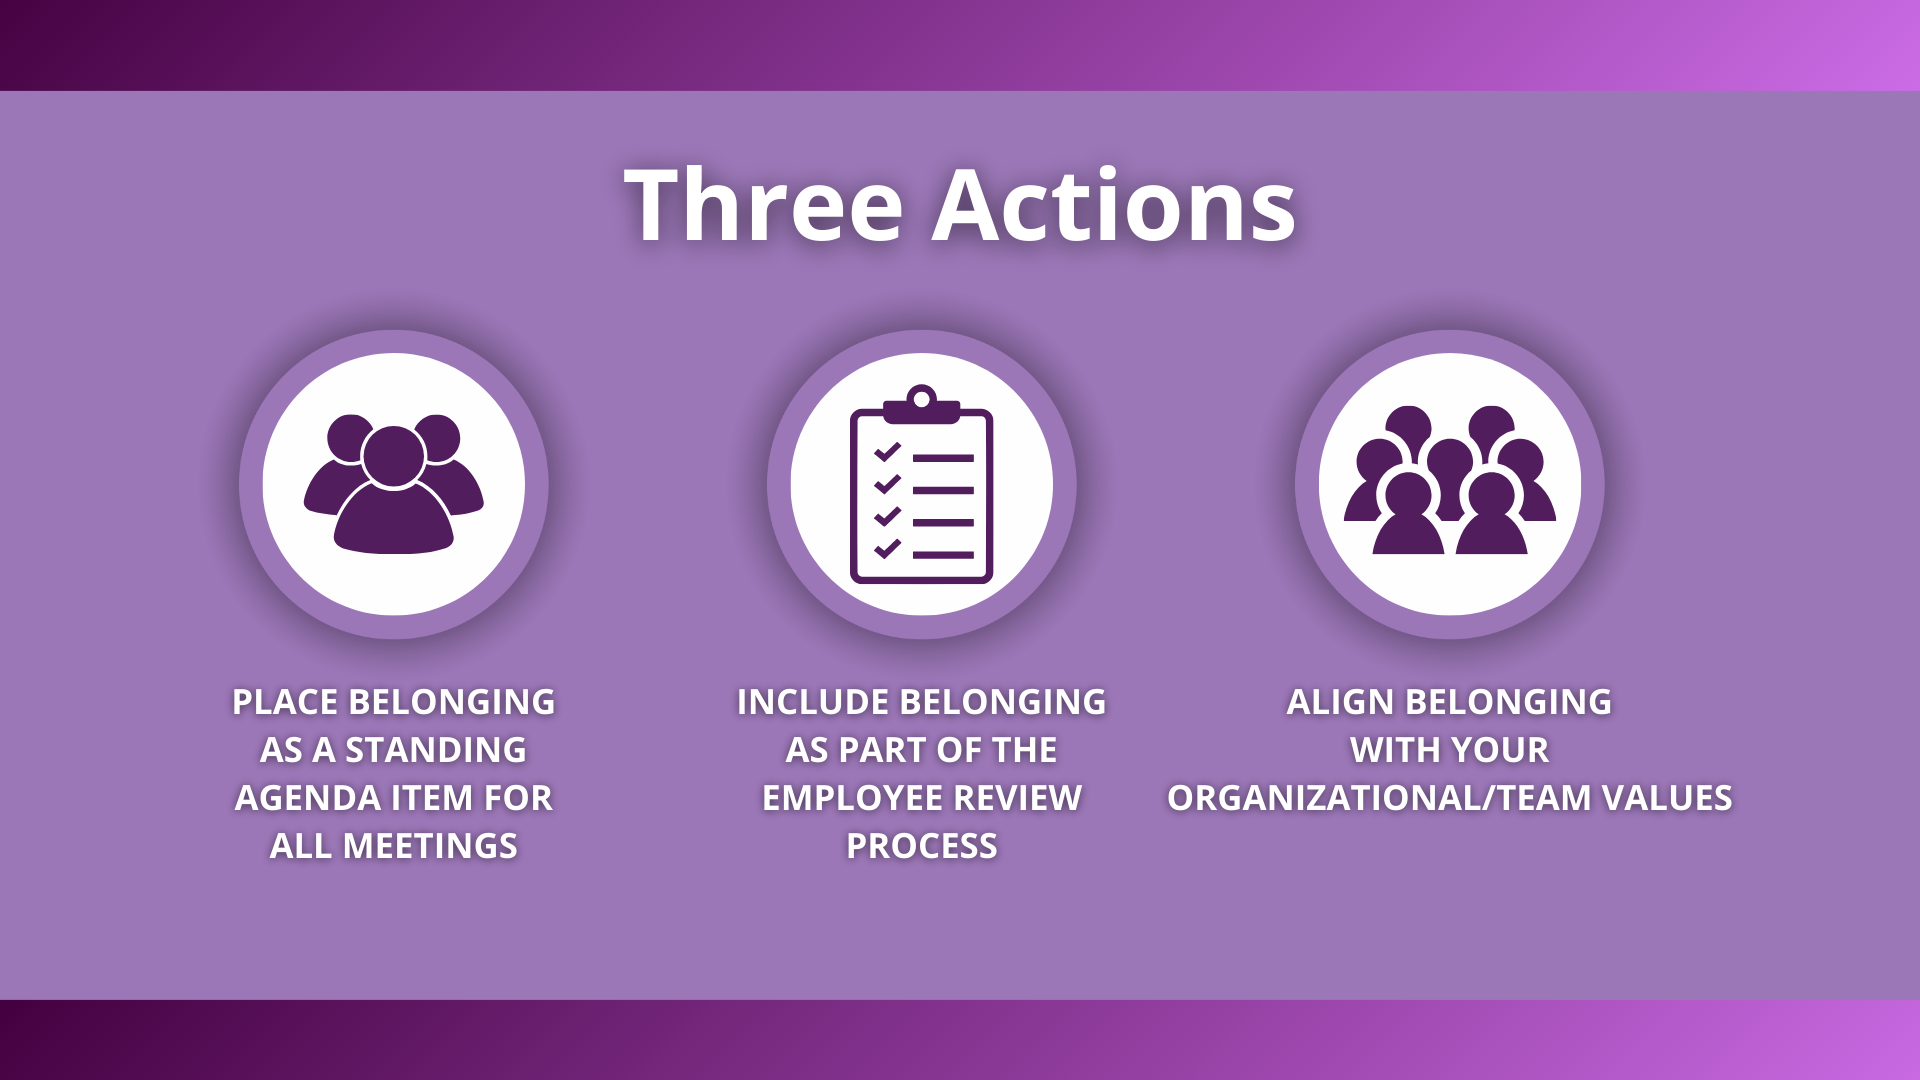 Three Actions
PLACE BELONGING
AS A STANDING
AGENDA ITEM FOR
ALL MEETINGS
INCLUDE BELONGING
AS PART OF THE
EMPLOYEE REVIEW
PROCESS
ALIGN BELONGING
WITH YOUR
ORGANIZATIONAL/TEAM VALUES